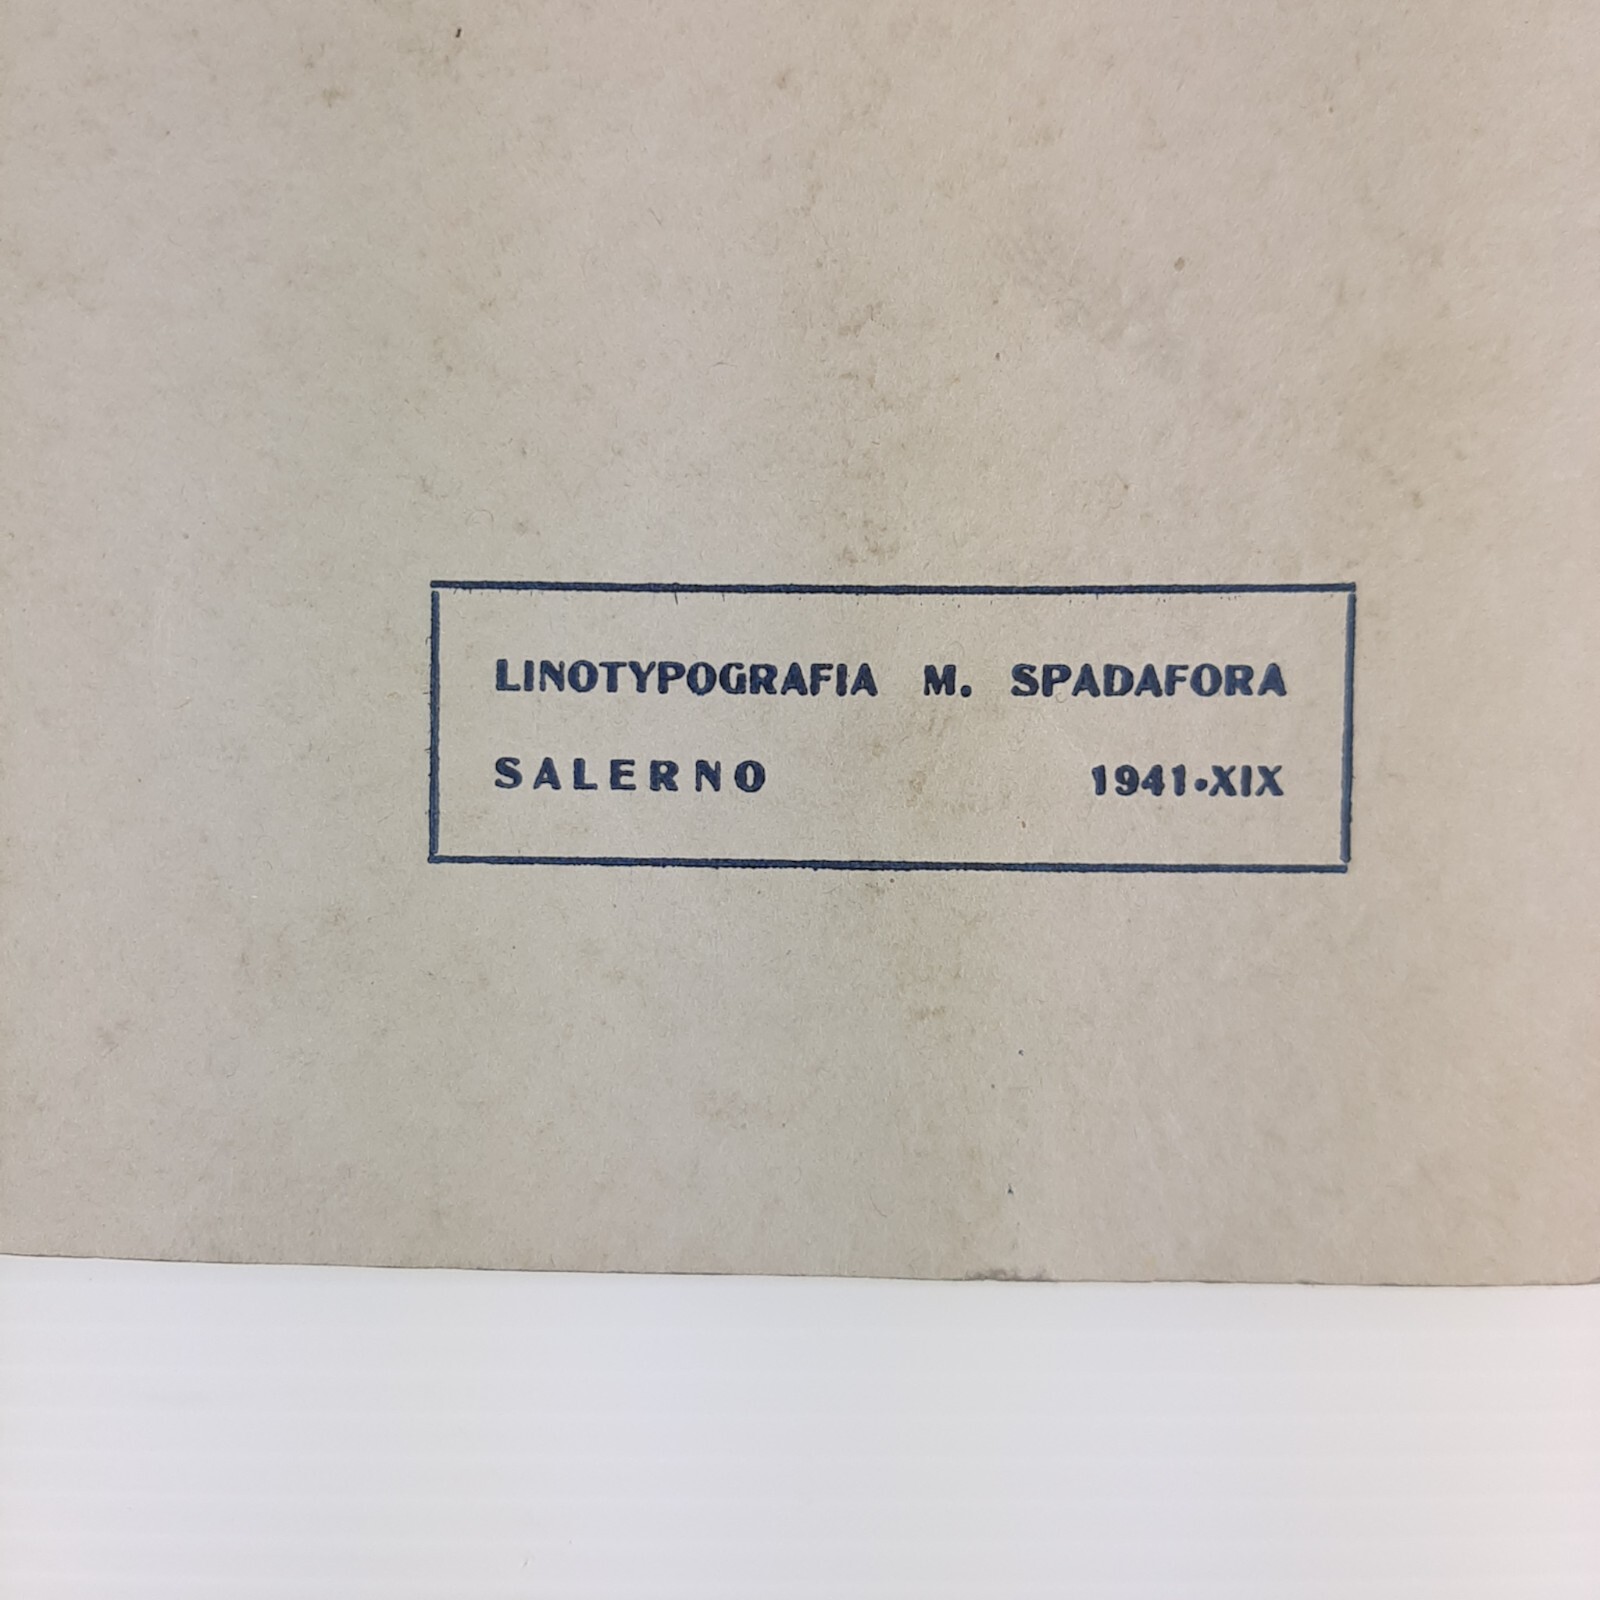 LINOTYPOGRAFIA M. SPADAFORA
SALERNO 1941-XIX